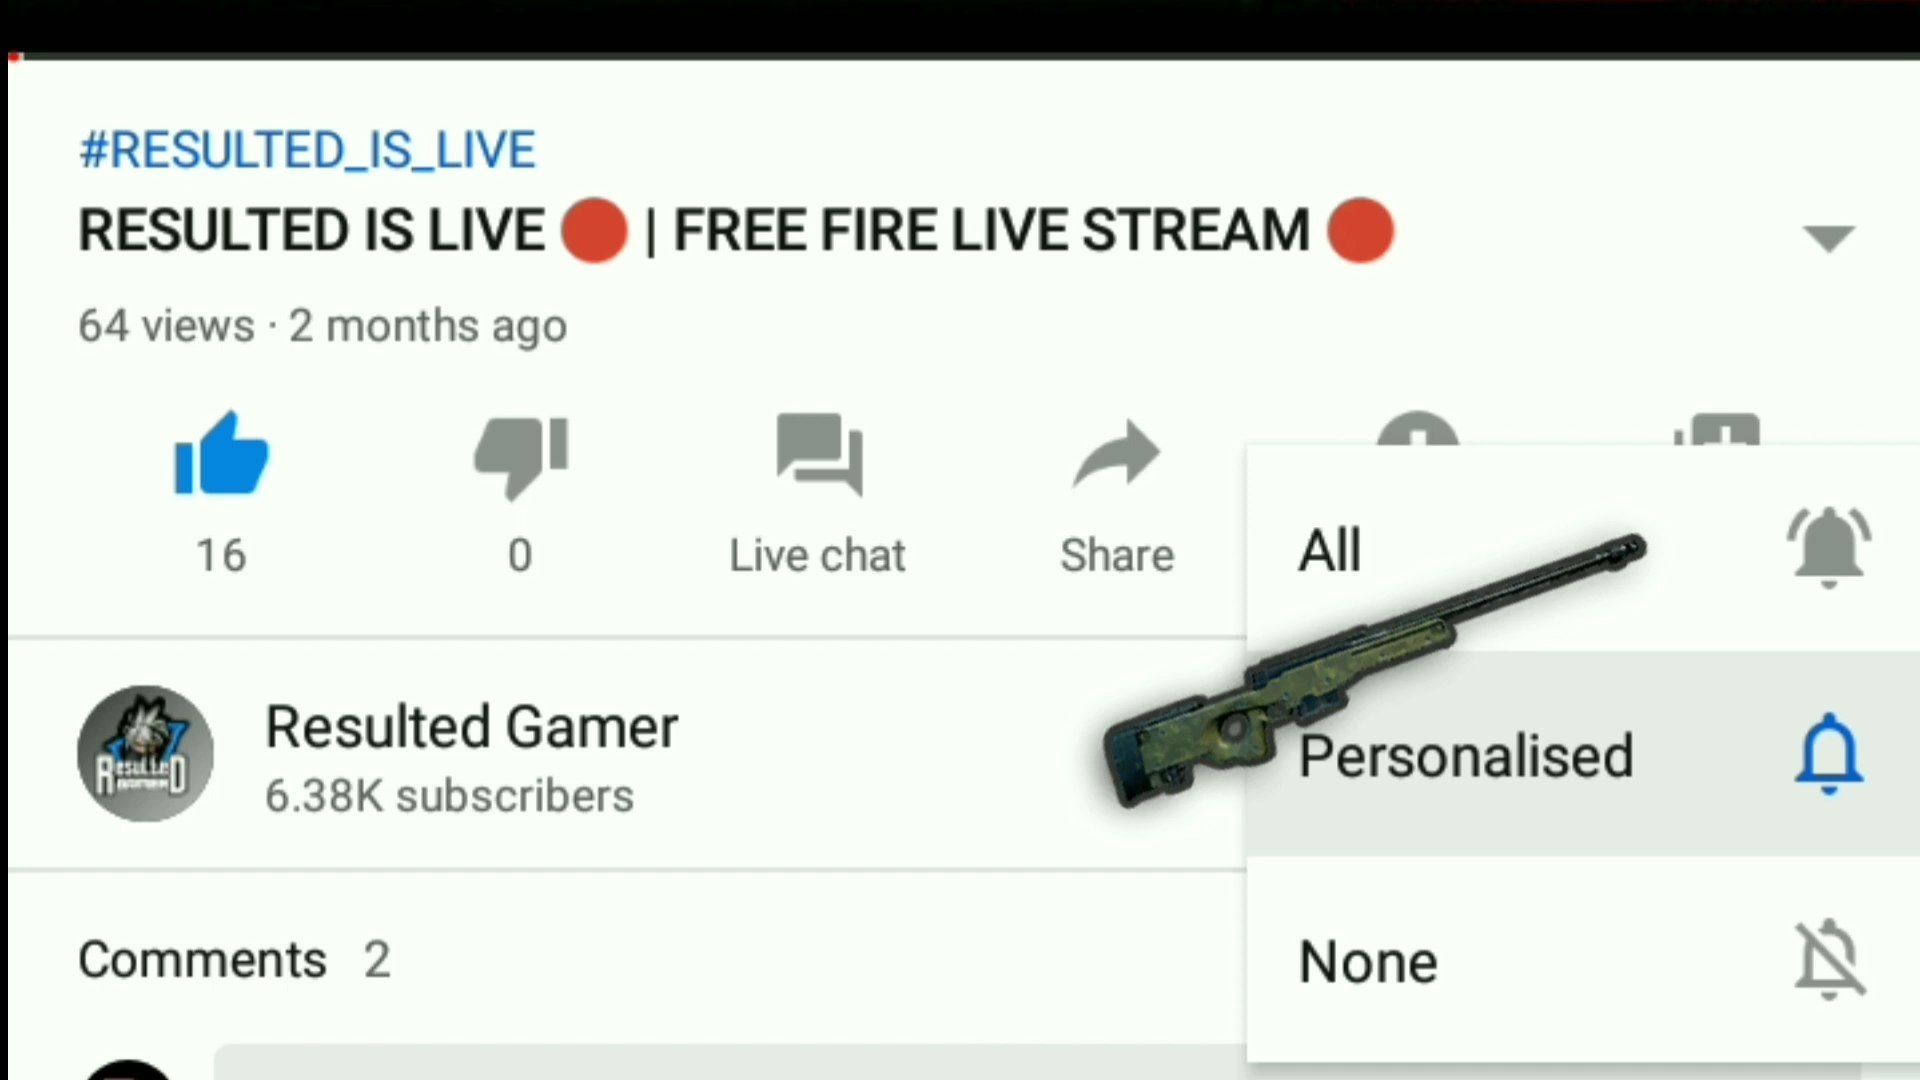 #RESULTED_IS_LIVE
RESULTED IS LIVE 🔴 | FREE FIRE LIVE STREAM 🔴
64 views · 2 months ago
16
0
Live chat
Share
All
Resulted Gamer
6.38K subscribers
RESULTED
Personalised
Comments 2
None